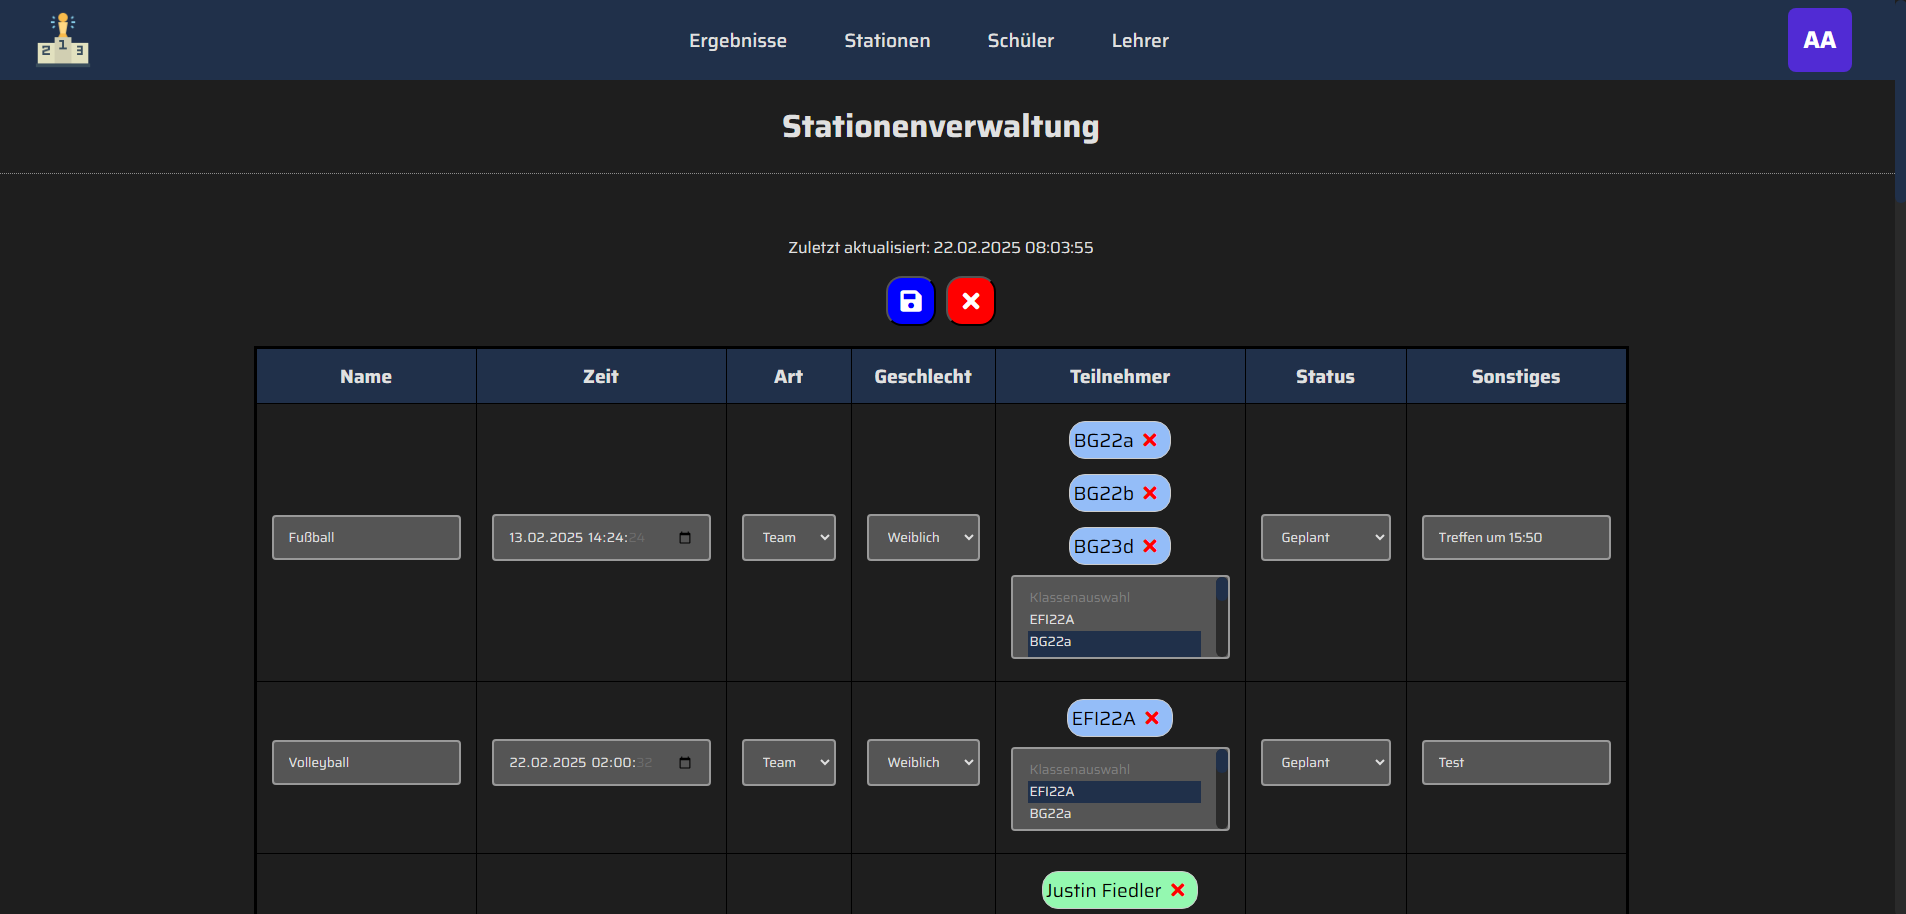 2 1 3
Ergebnisse Stationen Schüler Lehrer AA
Stationenverwaltung
Zuletzt aktualisiert: 22.02.2025 08:03:55
Name Zeit Art Geschlecht Teilnehmer Status Sonstiges
BG22a
BG22b
Fußball 13.02.2025 14:24:24 Team Weiblich BG23d Geplant Treffen um 15:50
Klassenauswahl
EFI22A
BG22a
EFI22A
Volleyball 22.02.2025 02:00:32 Team Weiblich Klassenauswahl Geplant Test
EFI22A
BG22a
Justin Fiedler